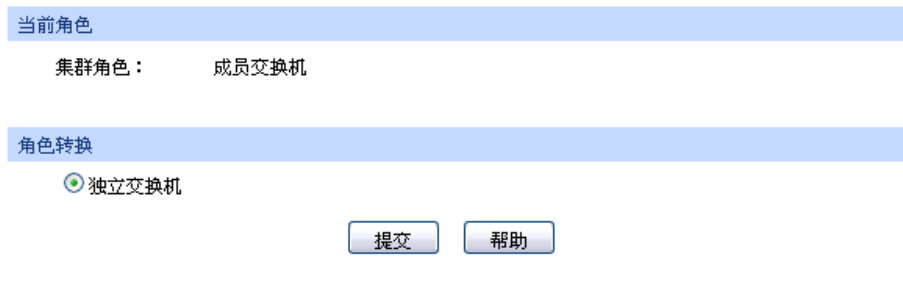 当前角色
集群角色： 成员交换机
角色转换
独立交换机
提交 帮助